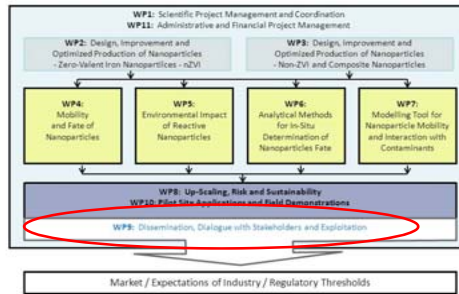 WP1: Scientific Project Management and Coordination
WP11: Administrative and Financial Project Management
WP2: Design, Improvement and
Optimized Production of Nanoparticles
- Zero-Valent Iron Nanopartilces - nZVI
WP3: Design, Improvement and
Optimized Production of Nanoparticles
- Non-ZVI and Composite Nanoparticles
WP4:
Mobility
and Fate of
Nanoparticles
WP5:
Environmental Impact
of Reactive
Nanoparticles
WP6:
Analytical Methods
for In-Situ
Determination of
Nanoparticles Fate
WP7:
Modelling Tool for
Nanoparticle Mobility
and Interaction with
Contaminants
WP8: Up-Scaling, Risk and Sustainability
WP10: Pilot Site Applications and Field Demonstrations
WP9: Dissemination, Dialogue with Stakeholders and Exploitation
Market / Expectations of Industry / Regulatory Thresholds